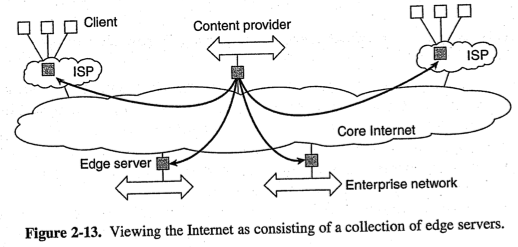 Client
Content provider
ISP
ISP
Core Internet
Edge server
Enterprise network
Figure 2-13. Viewing the Internet as consisting of a collection of edge servers.